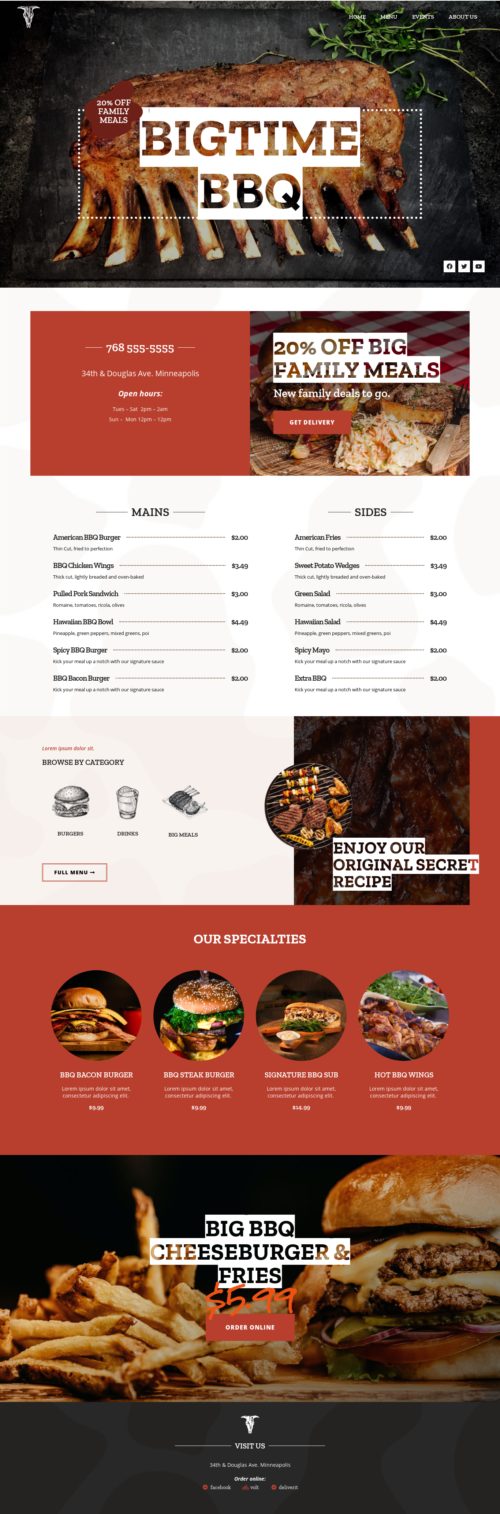 HOME MENU EVENTS ABOUT US
20% OFF
FAMILY
MEALS
BIGTIME
BBQ
768 555-5555
34th & Douglas Ave. Minneapolis
Open hours:
Tues – Sat 2pm – 2am
Sun – Mon 12pm – 12pm
20% OFF BIG
FAMILY MEALS
New family deals to go.
GET DELIVERY
MAINS
American BBQ Burger $2.00
Thin Cut, fried to perfection
BBQ Chicken Wings $3.49
Thick cut, lightly breaded and oven-baked
Pulled Pork Sandwich $3.00
Romaine, tomatoes, ricola, olives
Hawaiian BBQ Bowl $4.49
Pineapple, green peppers, mixed greens, poi
Spicy BBQ Burger $2.00
Kick your meal up a notch with our signature sauce
BBQ Bacon Burger $2.00
Kick your meal up a notch with our signature sauce
SIDES
American Fries $2.00
Thin Cut, fried to perfection
Sweet Potato Wedges $3.49
Thick cut, lightly breaded and oven-baked
Green Salad $3.00
Romaine, tomatoes, ricola, olives
Hawaiian Salad $4.49
Pineapple, green peppers, mixed greens, poi
Spicy Mayo $2.00
Kick your meal up a notch with our signature sauce
Extra BBQ $2.00
Kick your meal up a notch with our signature sauce
Lorem ipsum dolor sit.
BROWSE BY CATEGORY
BURGERS
DRINKS
BIG MEALS
FULL MENU →
ENJOY OUR
ORIGINAL SECRET
RECIPE
OUR SPECIALTIES
BBQ BACON BURGER
Lorem ipsum dolor sit amet,
consectetur adipiscing elit.
$9.99
BBQ STEAK BURGER
Lorem ipsum dolor sit amet,
consectetur adipiscing elit.
$9.99
SIGNATURE BBQ SUB
Lorem ipsum dolor sit amet,
consectetur adipiscing elit.
$14.99
HOT BBQ WINGS
Lorem ipsum dolor sit amet,
consectetur adipiscing elit.
$9.99
BIG BBQ
CHEESEBURGER &
FRIES
$5.99
ORDER ONLINE
VISIT US
34th & Douglas Ave. Minneapolis
Order online:
facebook volt deliverit